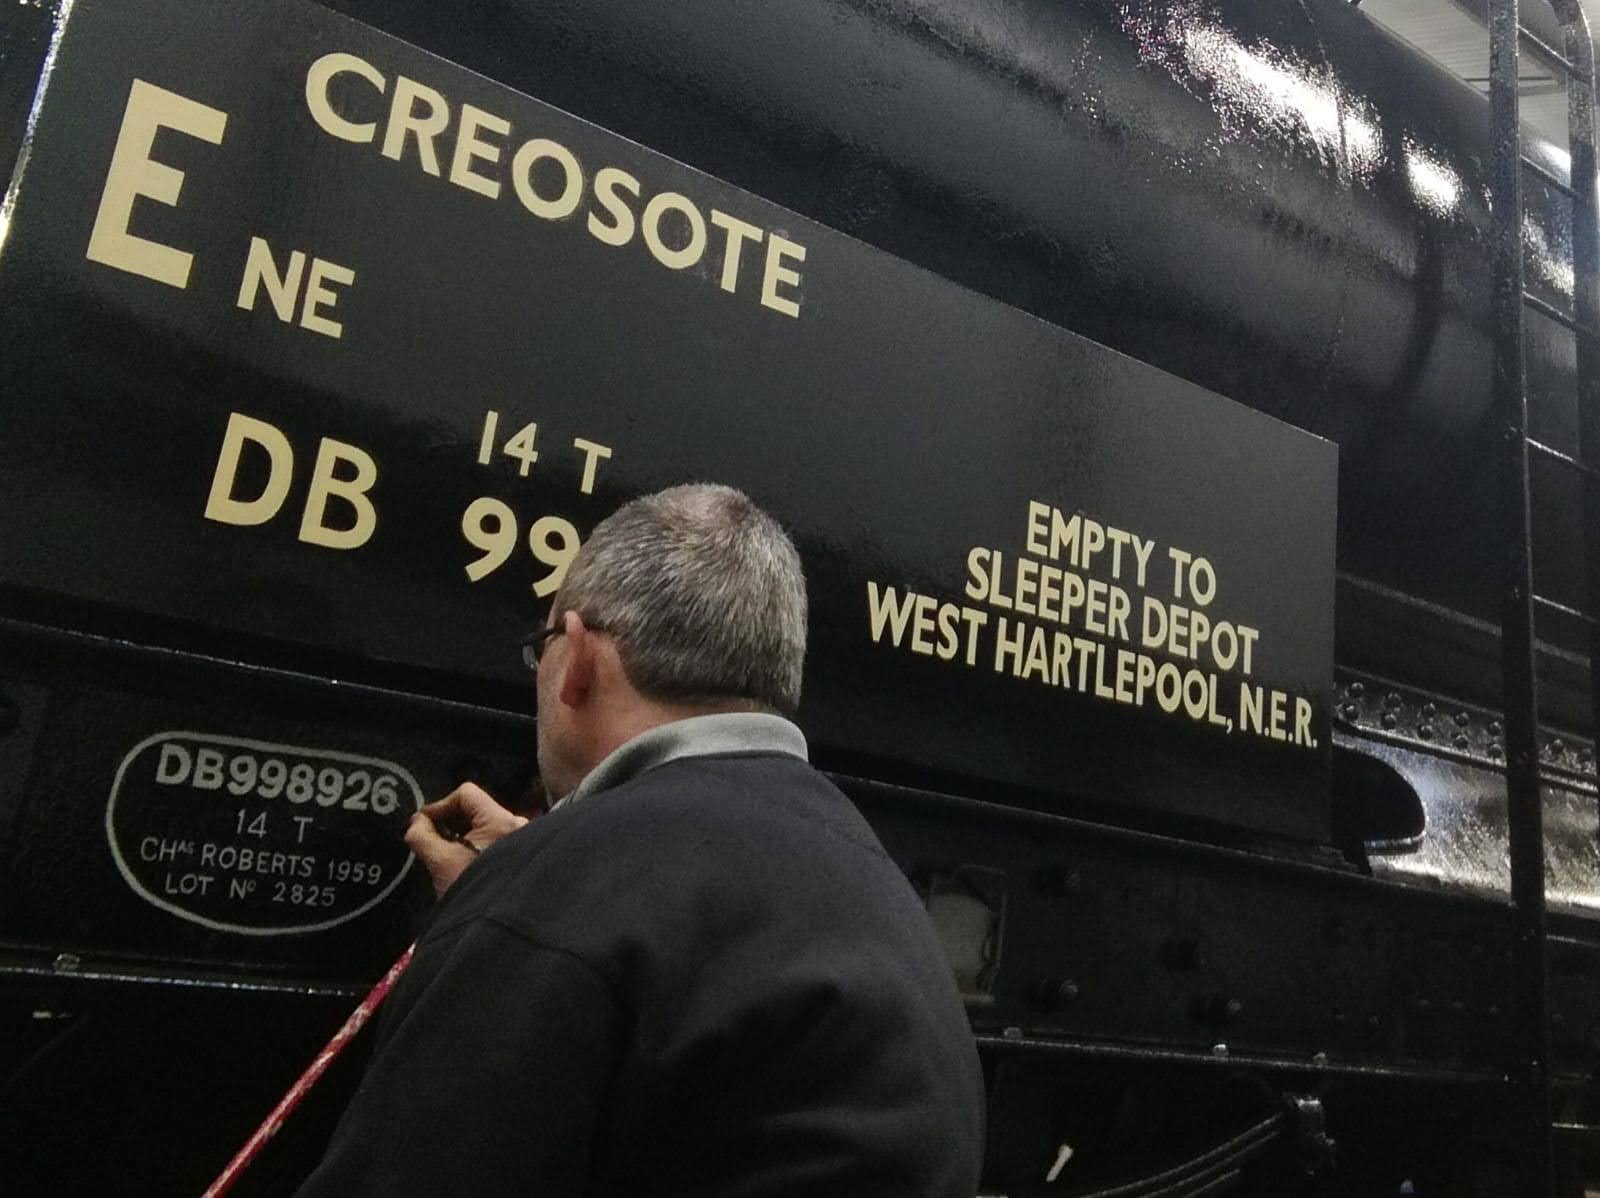 CREOSOTE
E NE
14 T
DB 99
EMPTY TO
SLEEPER DEPOT
WEST HARTLEPOOL, N.E.R.
DB998926
14 T
CHAS ROBERTS 1959
LOT No 2825